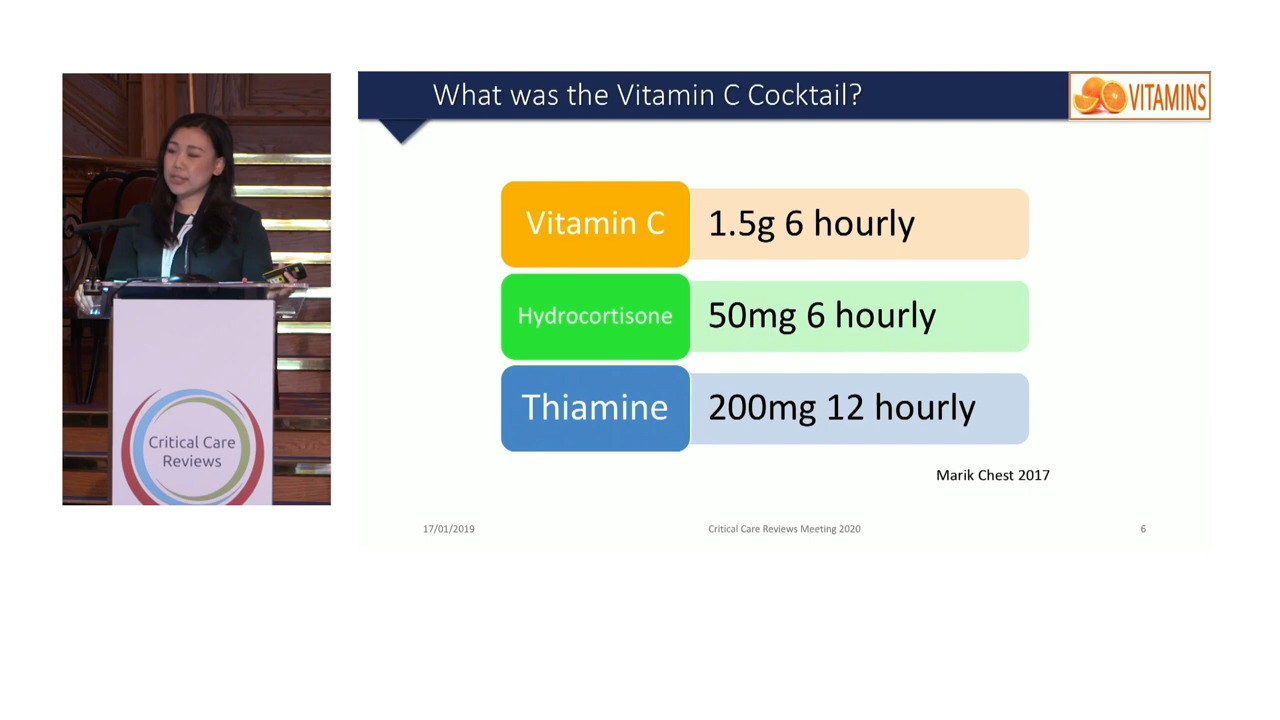 What was the Vitamin C Cocktail?
VITAMINS
Vitamin C
1.5g 6 hourly
Hydrocortisone
50mg 6 hourly
Thiamine
200mg 12 hourly
Marik Chest 2017
17/01/2019
Critical Care Reviews Meeting 2020
6
Critical Care
Reviews